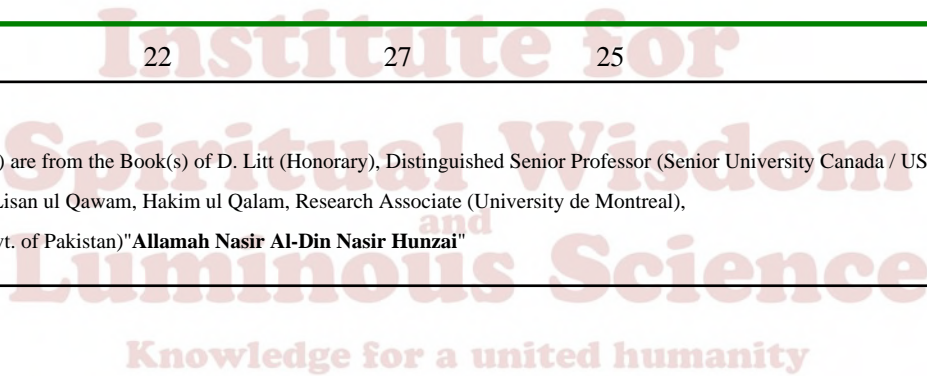 Institute for
22 27 25
Spiritual Wisdom
) are from the Book(s) of D. Litt (Honorary), Distinguished Senior Professor (Senior University Canada / US
Lisan ul Qawam, Hakim ul Qalam, Research Associate (University de Montreal),
and
vt. of Pakistan)"Allamah Nasir Al-Din Nasir Hunzai"
Luminous Science
Knowledge for a united humanity